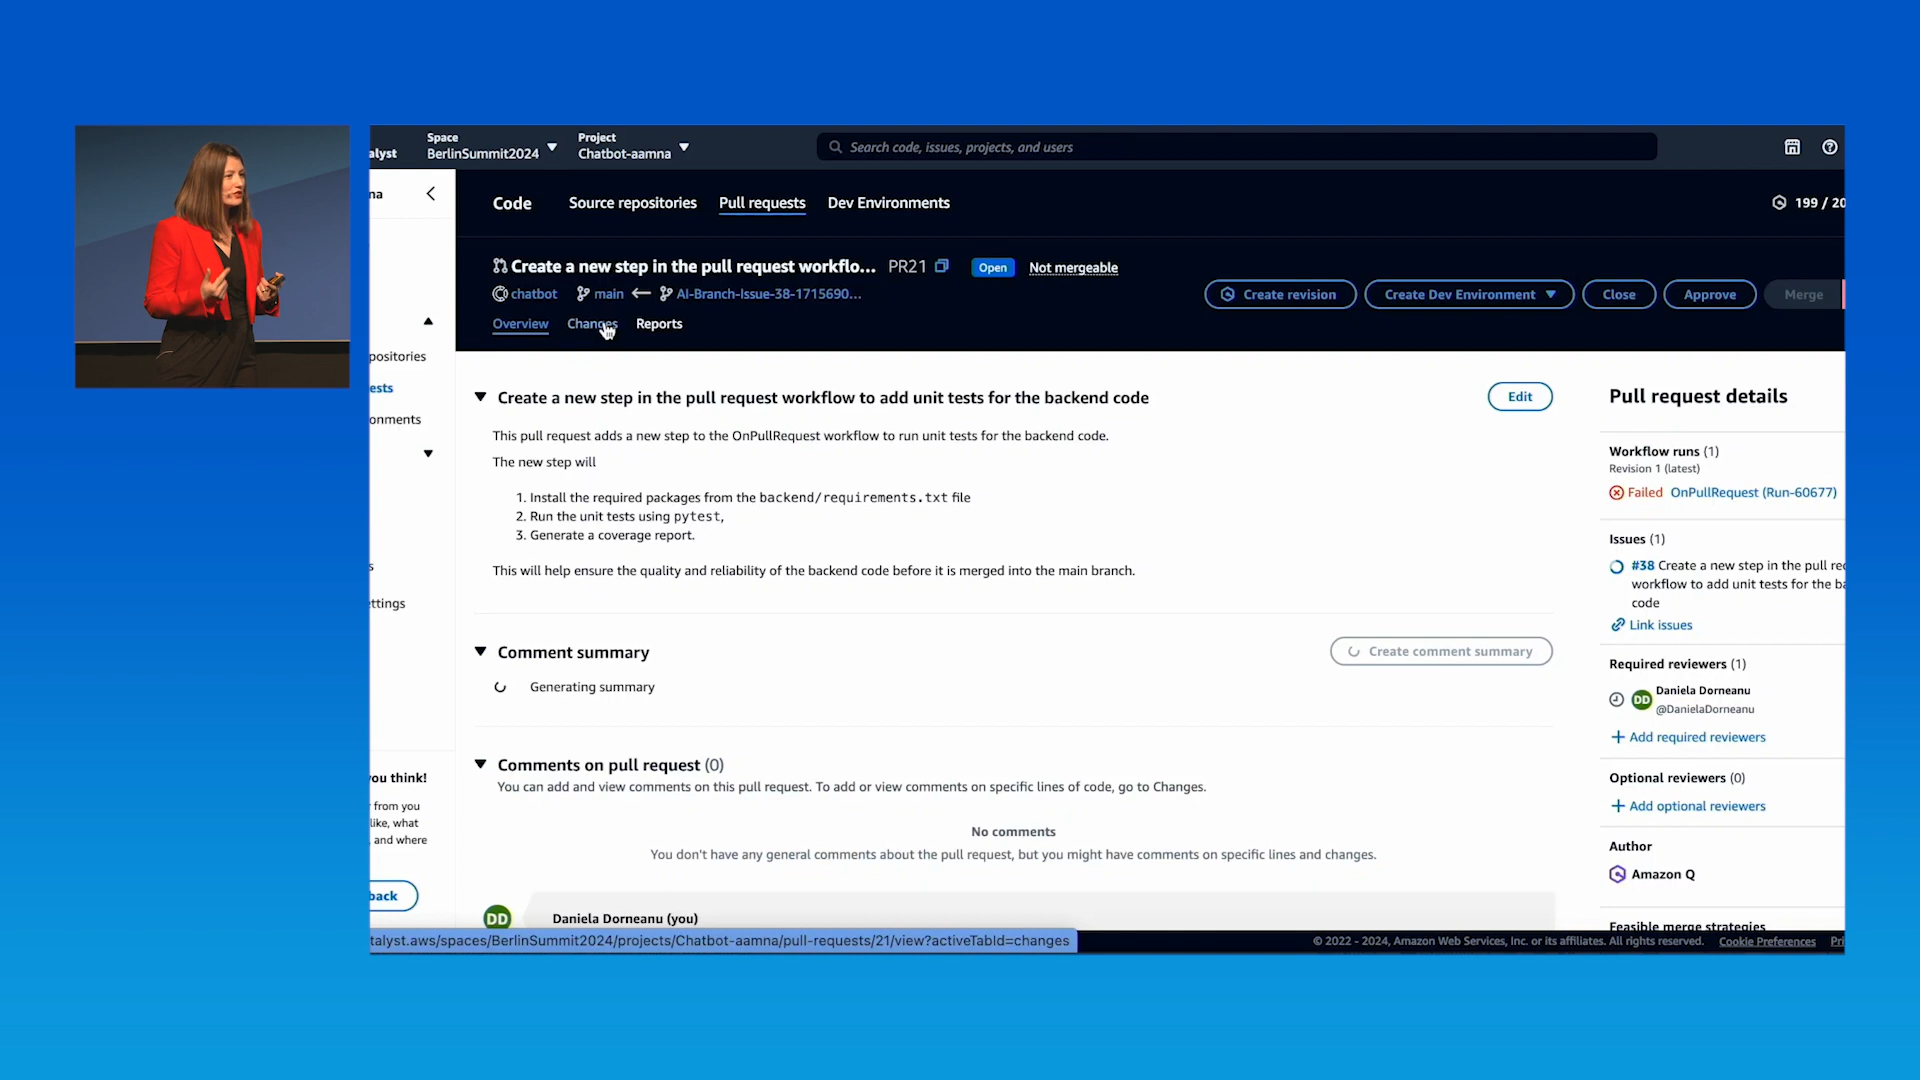 alyst
Space
BerlinSummit2024
Project
Chatbot-aamna
Search code, issues, projects, and users
na
Code
Source repositories
Pull requests
Dev Environments
199 / 20
Create a new step in the pull request workflo...
PR21
Open
Not mergeable
chatbot
main
AI-Branch-Issue-38-1715690...
Create revision
Create Dev Environment
Close
Approve
Merge
Overview
Changes
Reports
positories
ests
onments
s
ttings
ou think!
from you
like, what
, and where
back
Create a new step in the pull request workflow to add unit tests for the backend code
Edit
This pull request adds a new step to the OnPullRequest workflow to run unit tests for the backend code.
The new step will
1. Install the required packages from the backend/requirements.txt file
2. Run the unit tests using pytest,
3. Generate a coverage report.
This will help ensure the quality and reliability of the backend code before it is merged into the main branch.
Comment summary
Create comment summary
Generating summary
Comments on pull request (0)
You can add and view comments on this pull request. To add or view comments on specific lines of code, go to Changes.
No comments
You don't have any general comments about the pull request, but you might have comments on specific lines and changes.
DD
Daniela Dorneanu (you)
Pull request details
Workflow runs (1)
Revision 1 (latest)
Failed OnPullRequest (Run-60677)
Issues (1)
#38 Create a new step in the pull re
workflow to add unit tests for the ba
code
Link issues
Required reviewers (1)
DD
Daniela Dorneanu
@DanielaDorneanu
Add required reviewers
Optional reviewers (0)
Add optional reviewers
Author
Amazon Q
Feasible merge strategies
talyst.aws/spaces/BerlinSummit2024/projects/Chatbot-aamna/pull-requests/21/view?activeTabId=changes
© 2022 - 2024, Amazon Web Services, Inc. or its affiliates. All rights reserved.
Cookie Preferences
Pri